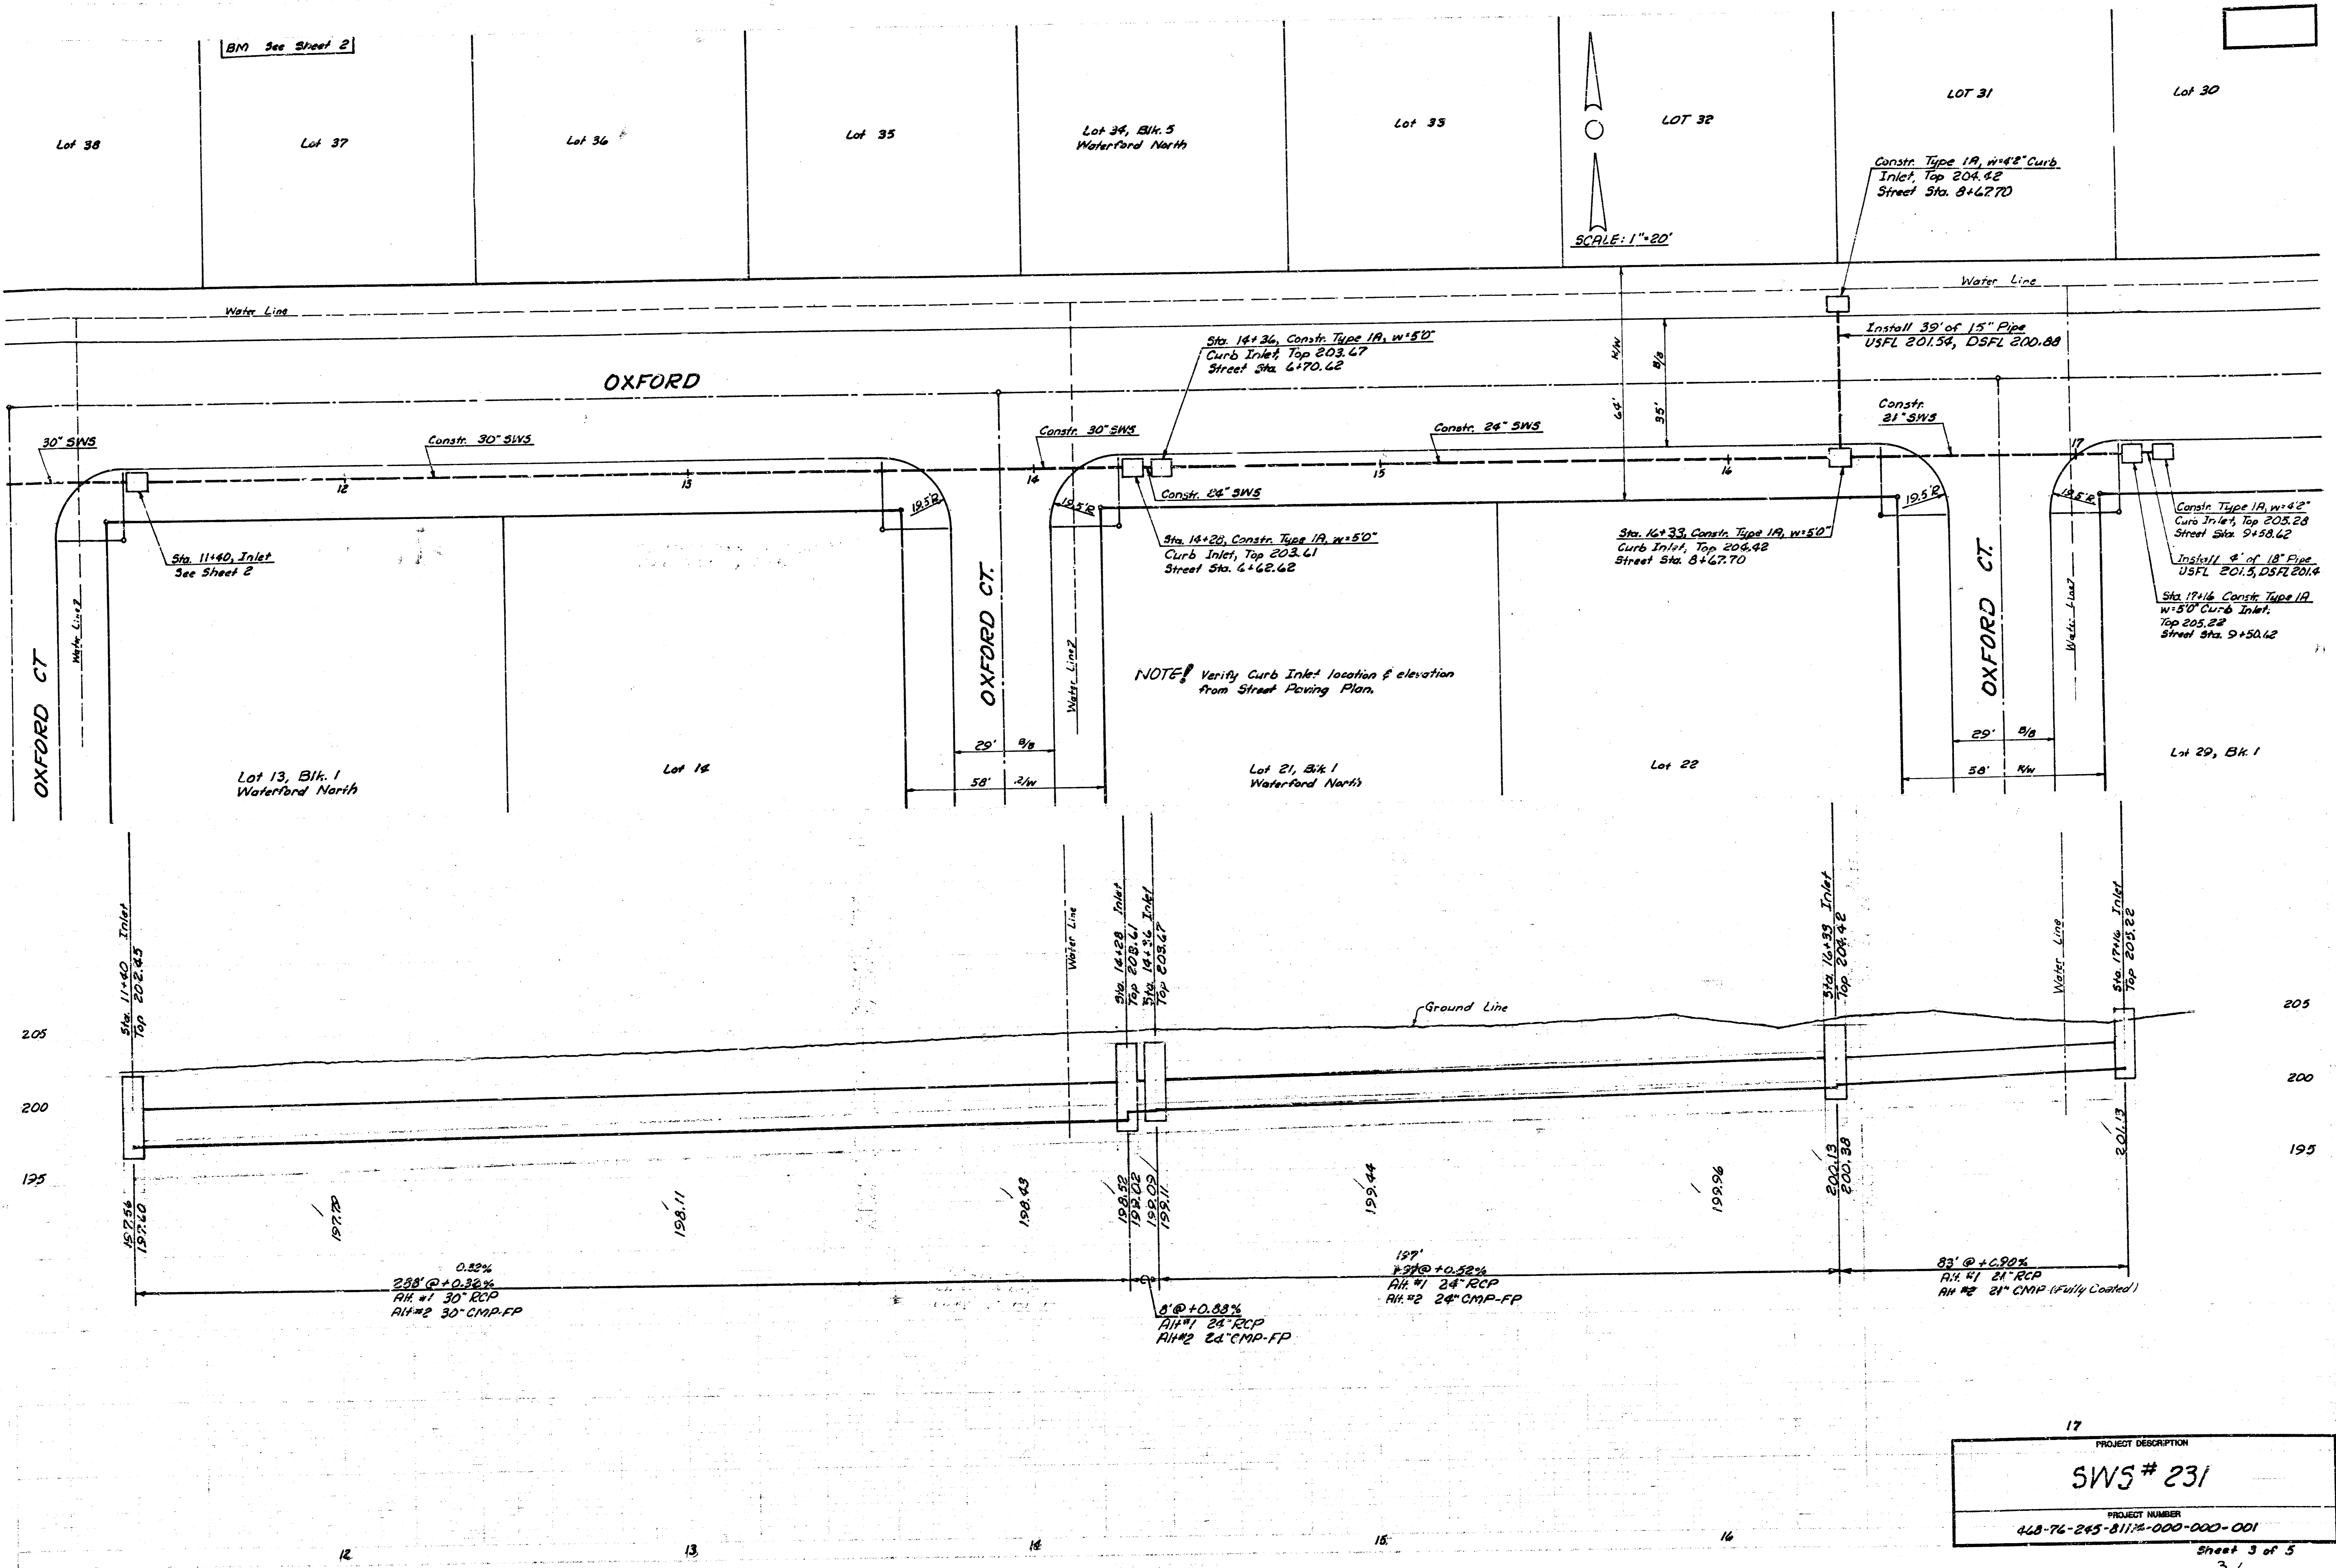 BM See Sheet 2
Lot 38
Lot 37
Lot 36
Lot 35
Lot 34, Blk. 5
Waterford North
Lot 33
LOT 32
LOT 31
Lot 30
SCALE: 1"=20'
Constr. Type 1A, w=4'2" Curb
Inlet, Top 204.42
Street Sta. 8+67.70
Water Line
Water Line
Install 39' of 15" Pipe
USFL 201.54, DSFL 200.88
Sta. 14+36, Constr. Type 1A, w=5'0"
Curb Inlet, Top 203.67
Street Sta. 6+70.62
OXFORD
64' R/W
35' B/B
30" SWS
Constr. 30" SWS
Constr. 30" SWS
Constr. 24" SWS
Constr.
21" SWS
12
13
14
15
16
17
Constr. 24" SWS
19.5'R
19.5'R
19.5'R
19.5'R
Sta. 11+40, Inlet
See Sheet 2
Sta. 14+28, Constr. Type 1A, w=5'0"
Curb Inlet, Top 203.61
Street Sta. 6+62.62
Sta. 16+33, Constr. Type 1A, w=5'0"
Curb Inlet, Top 204.42
Street Sta. 8+67.70
Constr. Type 1A, w=4'2"
Curb Inlet, Top 205.28
Street Sta. 9+58.62
Install 4' of 18" Pipe
USFL 201.5, DSFL 201.4
Sta. 17+16 Constr. Type 1A
w=5'0" Curb Inlet.
Top 205.22
Street Sta. 9+50.62
OXFORD CT
Water Line
OXFORD CT.
Water Line
OXFORD CT.
Water Line
NOTE! Verify Curb Inlet location & elevation
from Street Paving Plan.
29' B/B
58' R/W
29' B/B
58' R/W
Lot 13, Blk. 1
Waterford North
Lot 14
Lot 21, Blk 1
Waterford North
Lot 22
Lot 29, Bk. 1
Sta. 11+40 Inlet
Top 202.45
Water Line
Sta. 14+28 Inlet
Top 203.61
Sta. 14+36 Inlet
Top 203.67
Sta. 16+33 Inlet
Top 204.42
Water Line
Sta. 17+16 Inlet
Top 205.22
Ground Line
205
200
195
205
200
195
197.56
197.60
197.79
198.11
198.43
198.52
199.02
199.09
199.11
199.44
199.96
200.13
200.38
201.13
0.32%
288' @
Alt. #1 30" RCP
Alt #2 30" CMP-FP
8' @ +0.88%
Alt #1 24" RCP
Alt #2 24" CMP-FP
197'
@ +0.52%
Alt #1 24" RCP
Alt. #2 24" CMP-FP
83' @ +0.90%
Alt. #1 21" RCP
Alt #2 21" CMP (Fully Coated)
12
13
14
15
16
17
PROJECT DESCRIPTION
SWS # 231
PROJECT NUMBER
468-76-245-000-000-001
Sheet 3 of 5